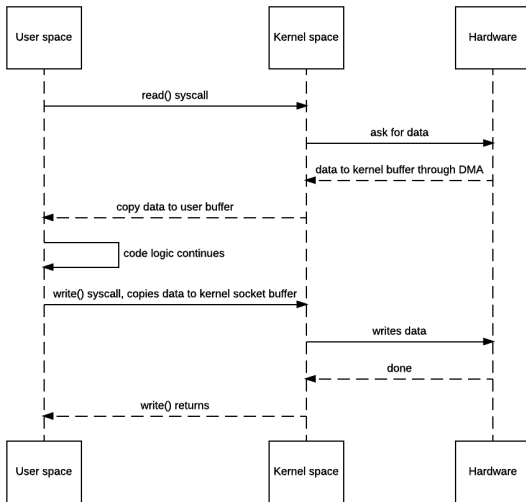 User space
Kernel space
Hardware
read() syscall
ask for data
data to kernel buffer through DMA
copy data to user buffer
code logic continues
write() syscall, copies data to kernel socket buffer
writes data
done
write() returns
User space
Kernel space
Hardware